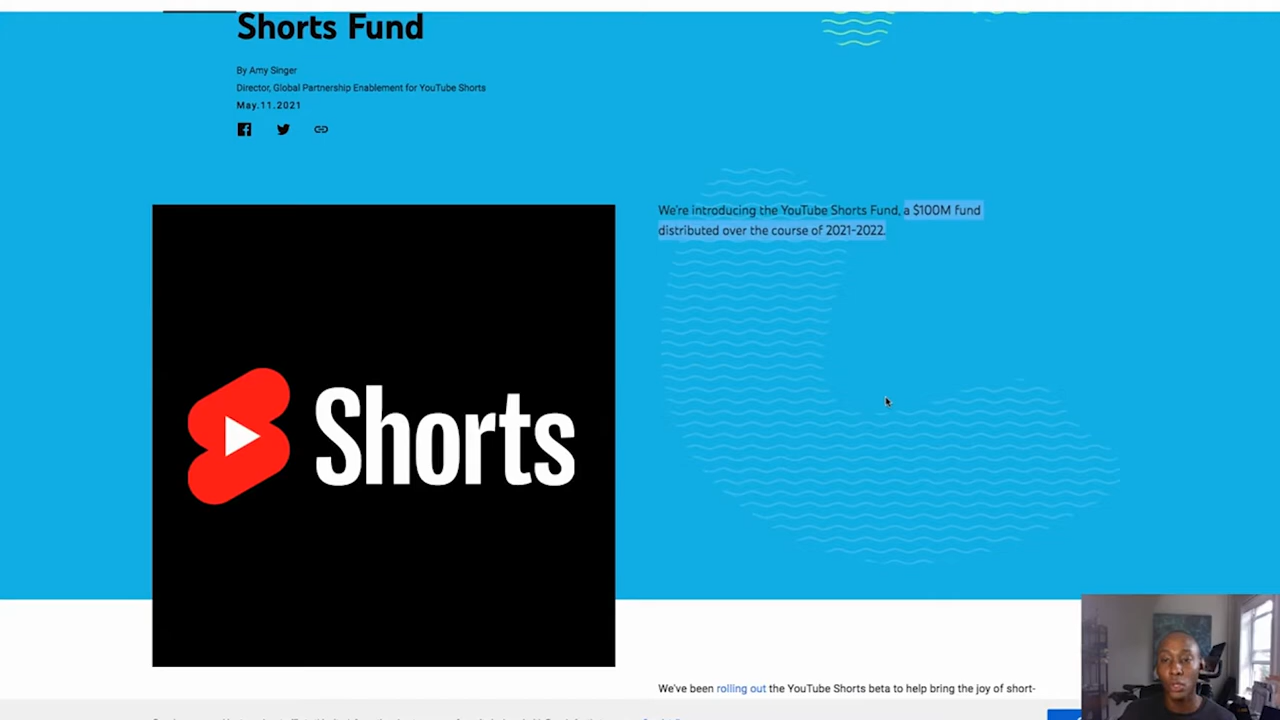 Shorts Fund
By Amy Singer
Director, Global Partnership Enablement for YouTube Shorts
May.11.2021
We're introducing the YouTube Shorts Fund, a $100M fund
distributed over the course of 2021-2022.
Shorts
We've been rolling out the YouTube Shorts beta to help bring the joy of short-